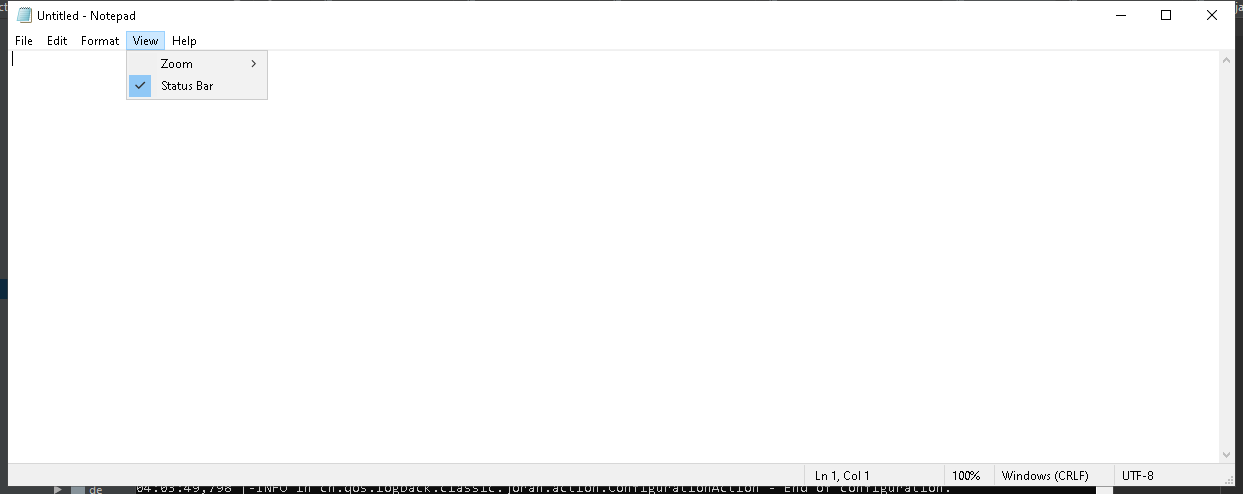 Untitled - Notepad
File Edit Format View Help
Zoom
Status Bar
Ln 1, Col 1 100% Windows (CRLF) UTF-8
de 04:03:49,798 |-INFO in ch.qos.logback.classic.joran.action.ConfigurationAction - End of configuration.